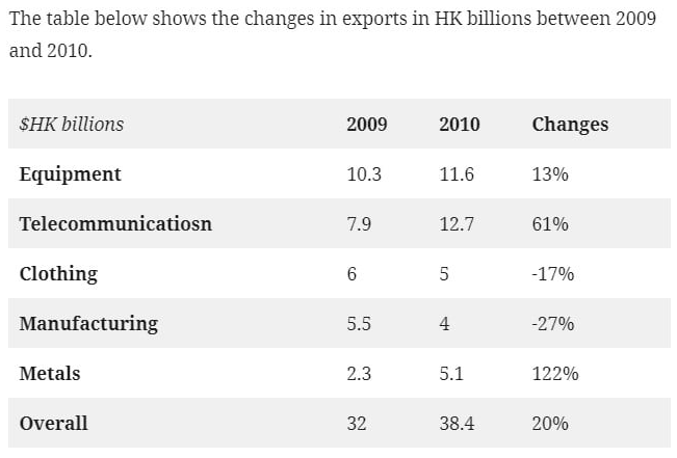 The table below shows the changes in exports in HK billions between 2009
and 2010.
$HK billions 2009 2010 Changes
Equipment 10.3 11.6 13%
Telecommunicatiosn 7.9 12.7 61%
Clothing 6 5 -17%
Manufacturing 5.5 4 -27%
Metals 2.3 5.1 122%
Overall 32 38.4 20%